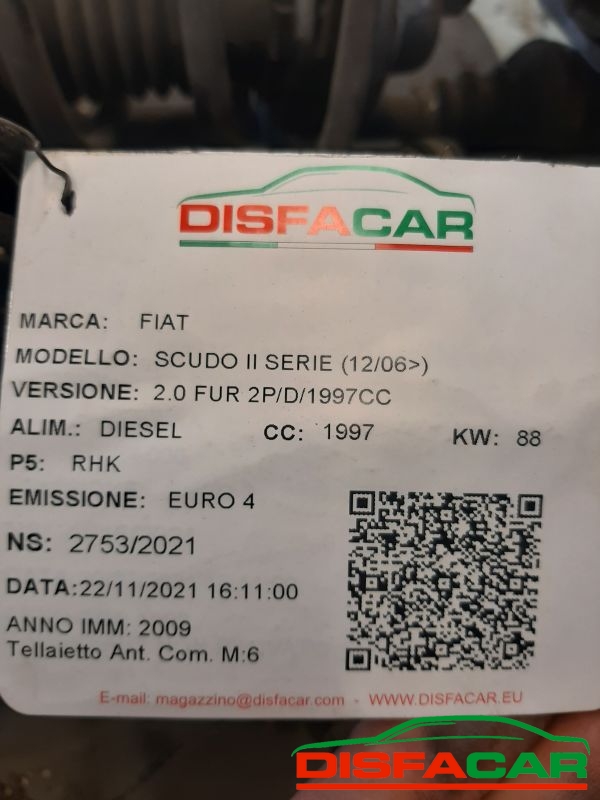 DISFACAR
MARCA: FIAT
MODELLO: SCUDO II SERIE (12/06>)
VERSIONE: 2.0 FUR 2P/D/1997CC
ALIM.: DIESEL CC: 1997 KW: 88
P5: RHK
EMISSIONE: EURO 4
NS: 2753/2021
DATA:22/11/2021 16:11:00
ANNO IMM: 2009
Tellaietto Ant. Com. M:6
E-mail: magazzino@disfacar.com - WWW.DISFACAR.EU
DISFACAR